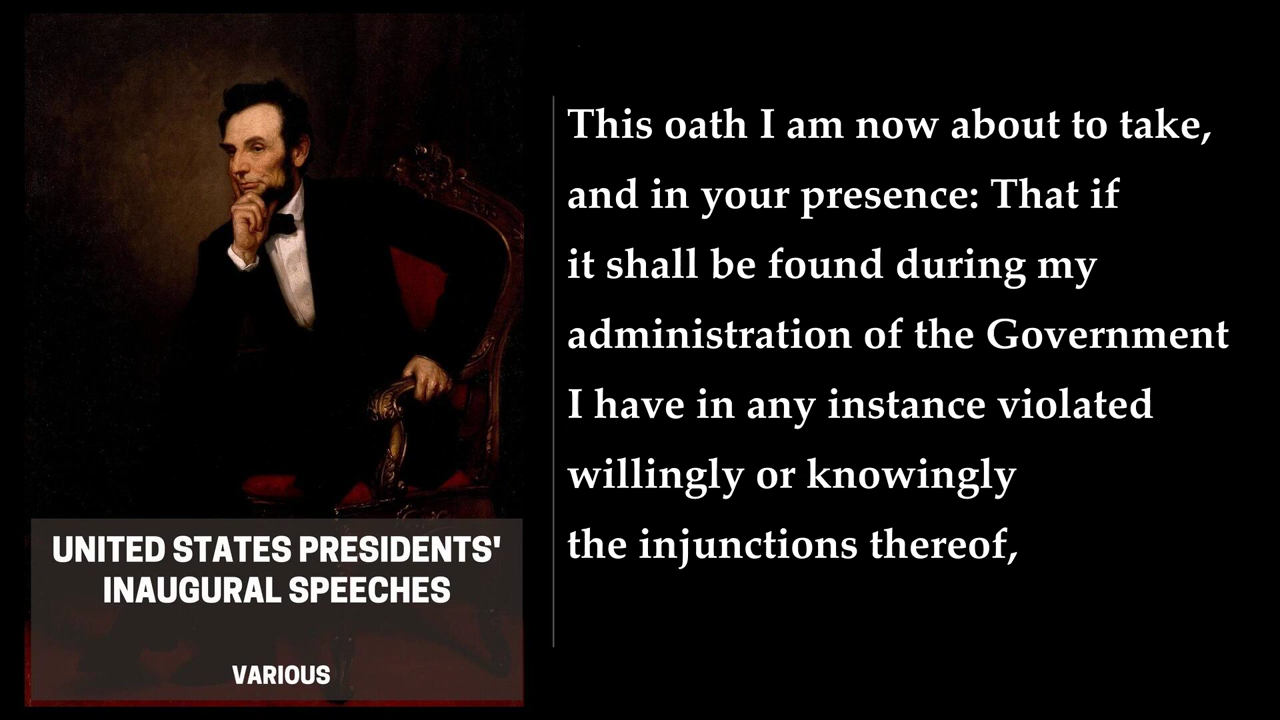 This oath I am now about to take,
and in your presence: That if
it shall be found during my
administration of the Government
I have in any instance violated
willingly or knowingly
the injunctions thereof,
UNITED STATES PRESIDENTS'
INAUGURAL SPEECHES
VARIOUS